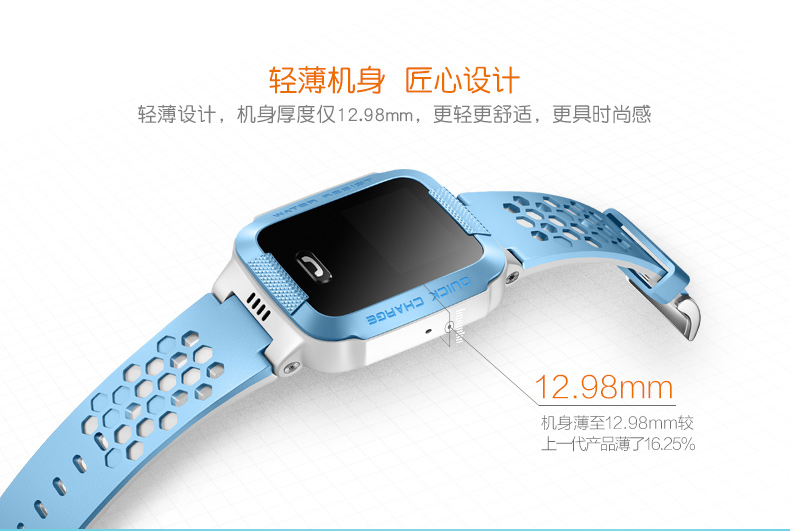 轻薄机身 匠心设计
轻薄设计，机身厚度仅12.98mm，更轻更舒适，更具时尚感
WATER RESIST
QUICK CHARGE
12.98mm
机身薄至12.98mm较
上一代产品薄了16.25%